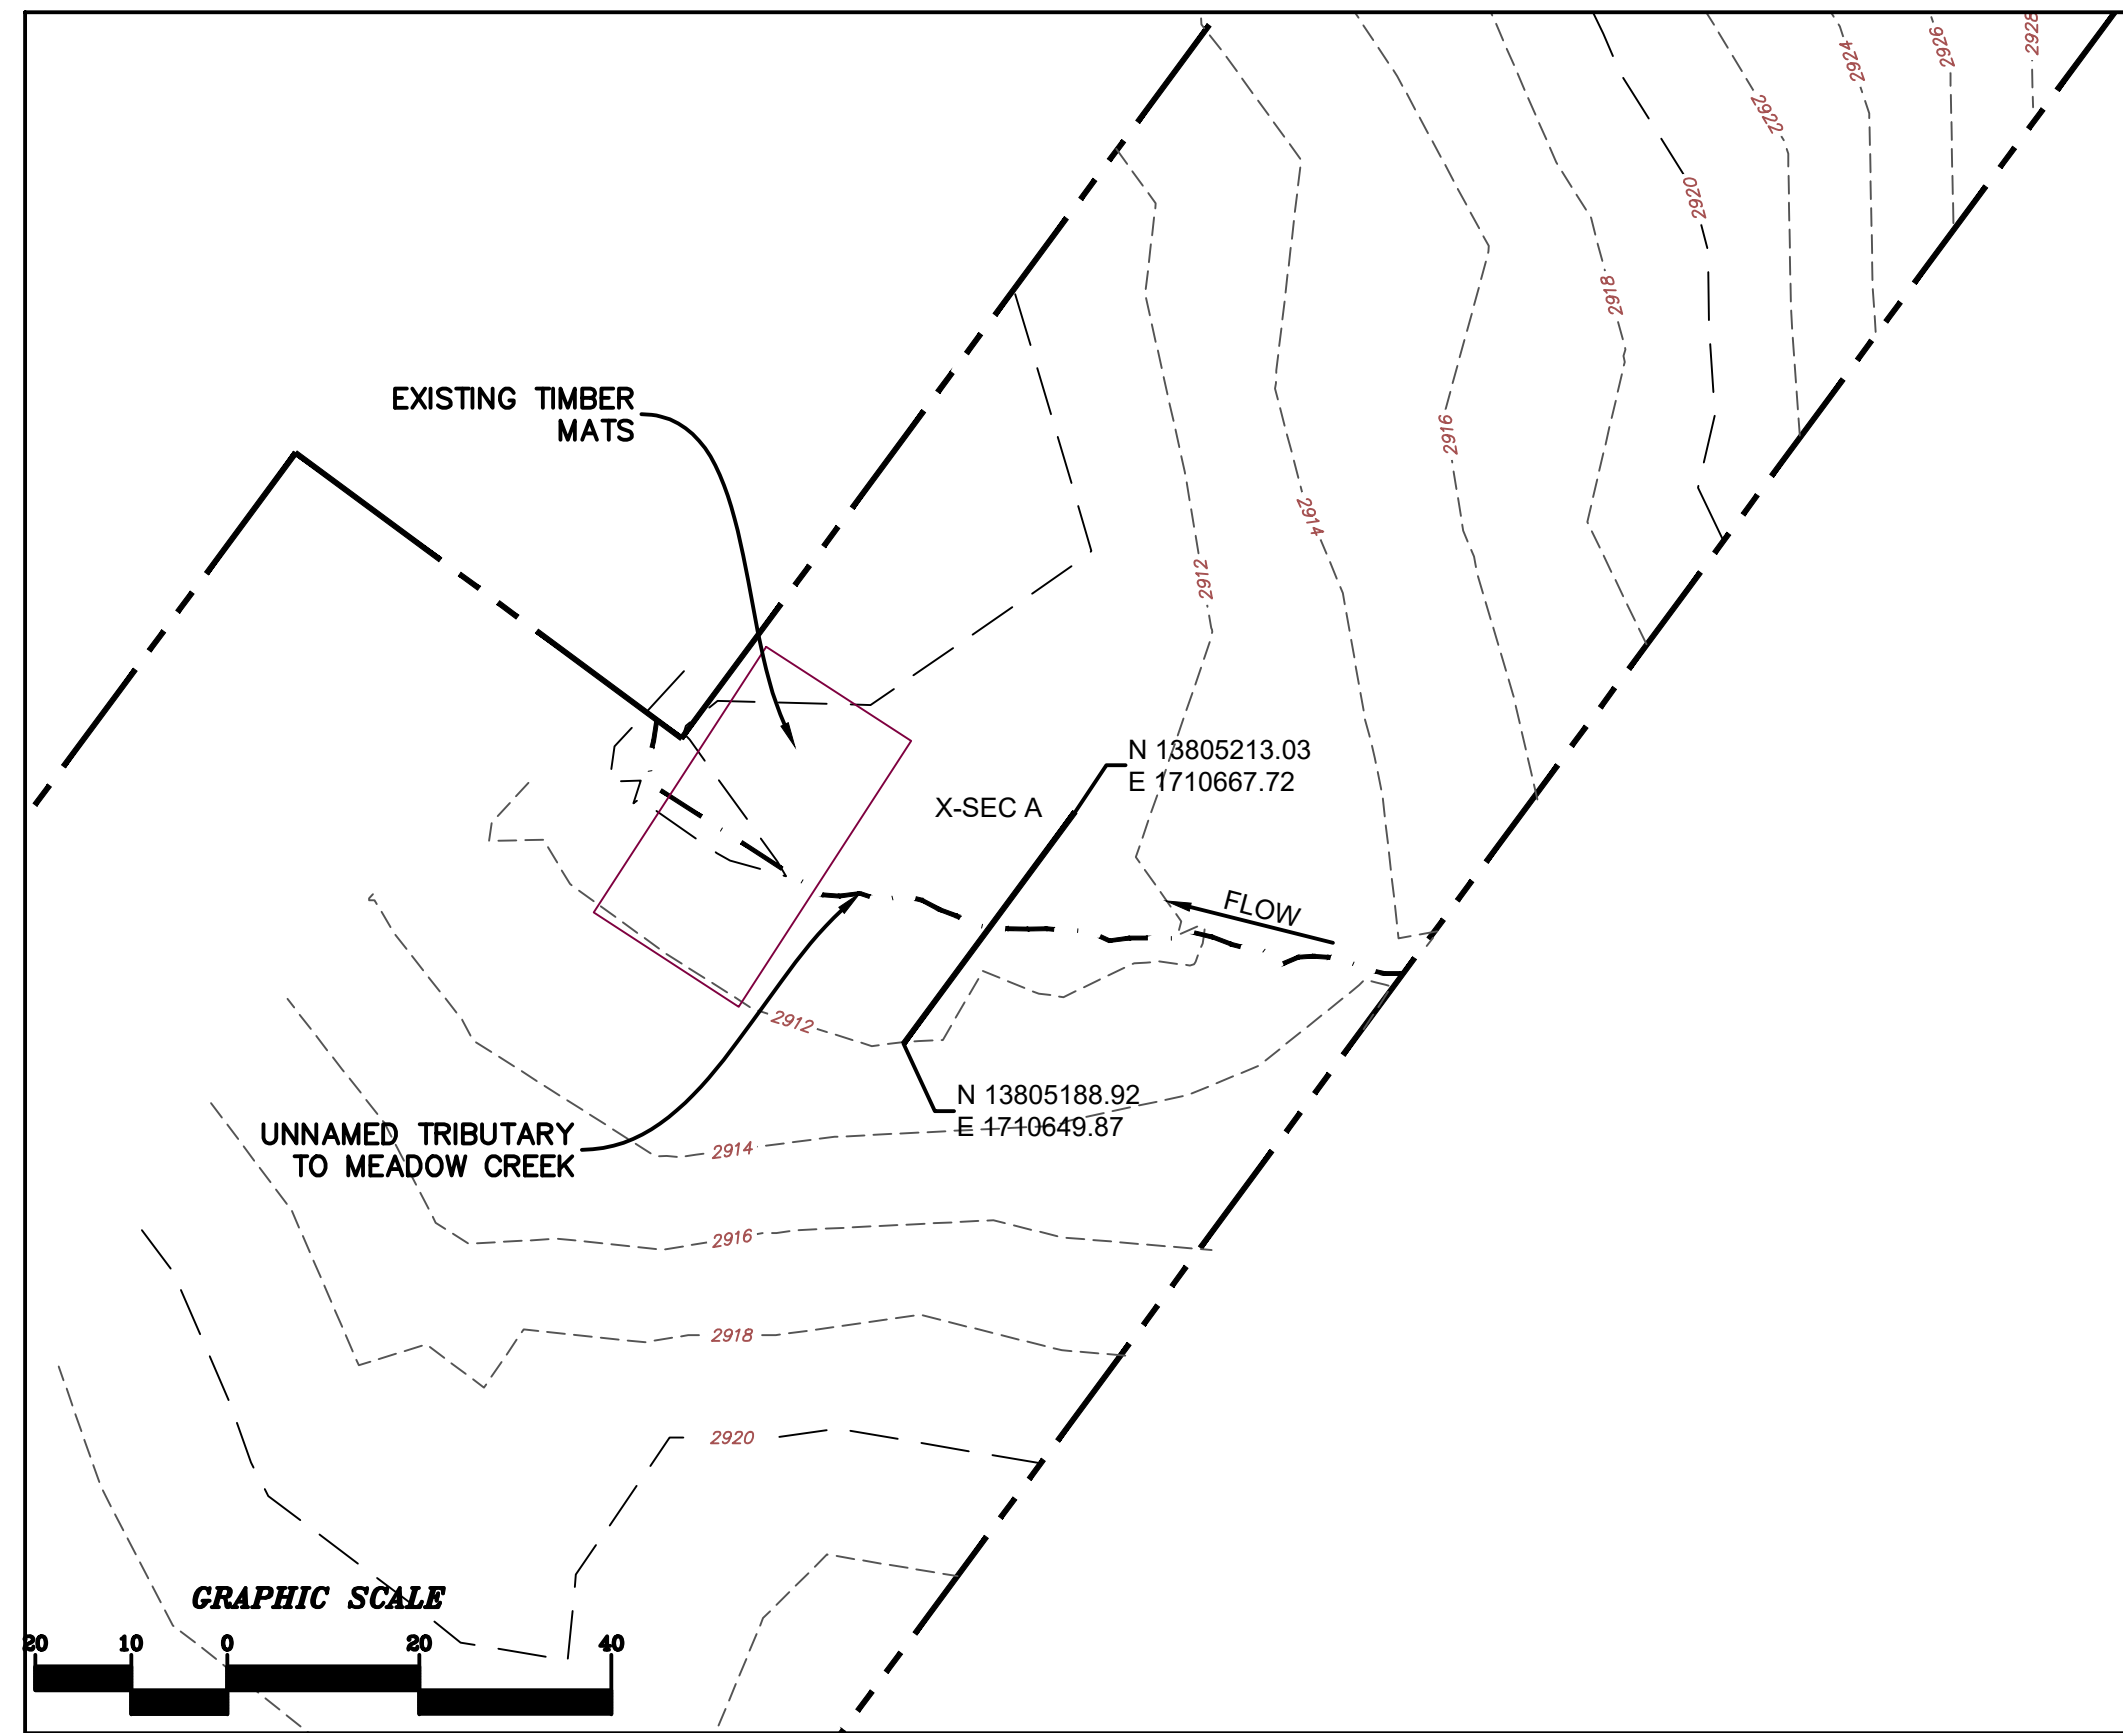 2924
2926
2928
2922
2920
2918
EXISTING TIMBER
MATS
2916
2914
2912
N 13805213.03
E 1710667.72
X-SEC A
FLOW
2912
N 13805188.92
E 1710649.87
UNNAMED TRIBUTARY
TO MEADOW CREEK
2914
2916
2918
2920
GRAPHIC SCALE
20 10 0 20 40